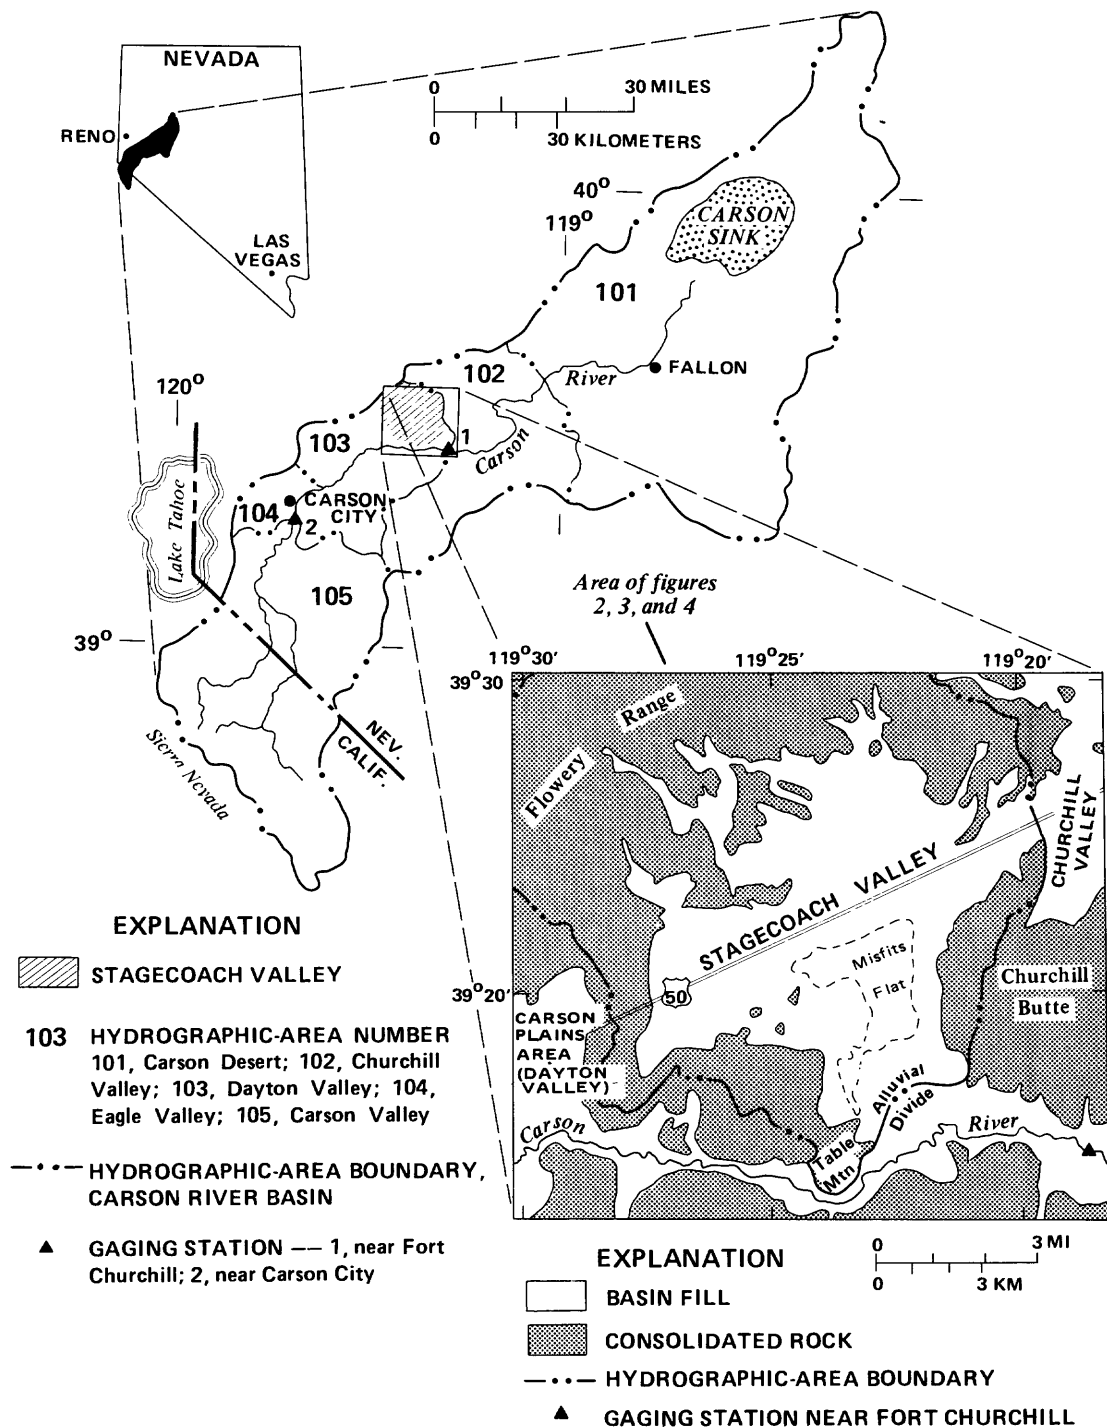 NEVADA
RENO
LAS
VEGAS
0 30 MILES
0 30 KILOMETERS
40°
119°
CARSON
SINK
101
FALLON
102
River
120°
103
1
Carson
CARSON
CITY
104
2
Lake Tahoe
105
Area of figures
2, 3, and 4
39°
NEV.
CALIF.
Sierra Nevada
119°30' 119°25' 119°20'
39°30'
Range
Flowery
CHURCHILL
VALLEY
STAGECOACH VALLEY
Misfits
Flat
39°20'
50
Churchill
Butte
CARSON
PLAINS
AREA
(DAYTON
VALLEY)
Alluvial
Divide
Carson
River
Table
Mtn
EXPLANATION
STAGECOACH VALLEY
103 HYDROGRAPHIC-AREA NUMBER
101, Carson Desert; 102, Churchill
Valley; 103, Dayton Valley; 104,
Eagle Valley; 105, Carson Valley
HYDROGRAPHIC-AREA BOUNDARY,
CARSON RIVER BASIN
GAGING STATION —— 1, near Fort
Churchill; 2, near Carson City
EXPLANATION
0 3 MI
0 3 KM
BASIN FILL
CONSOLIDATED ROCK
HYDROGRAPHIC-AREA BOUNDARY
GAGING STATION NEAR FORT CHURCHILL